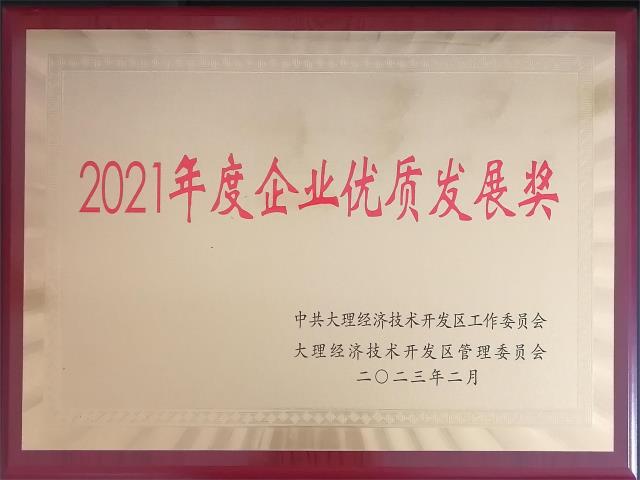 2021年度企业优质发展奖
中共大理经济技术开发区工作委员会
大理经济技术开发区管理委员会
二〇二三年二月